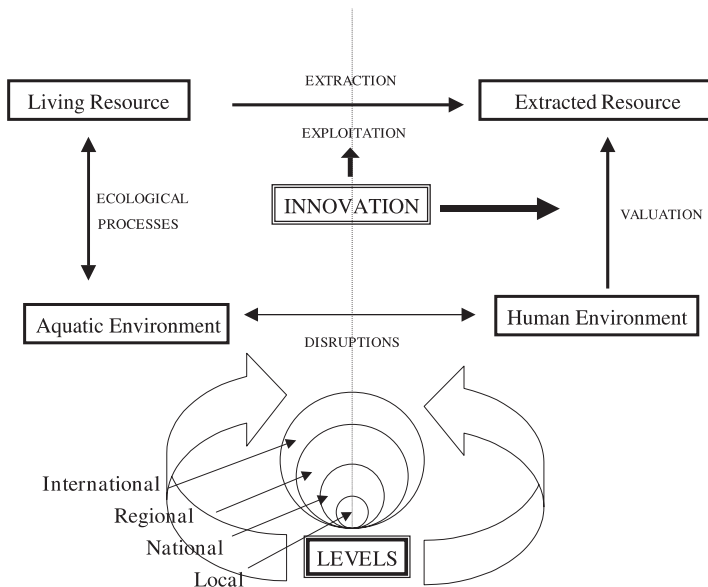 EXTRACTION
Living Resource
Extracted Resource
EXPLOITATION
ECOLOGICAL
PROCESSES
INNOVATION
VALUATION
Aquatic Environment
Human Environment
DISRUPTIONS
International
Regional
National
Local
LEVELS